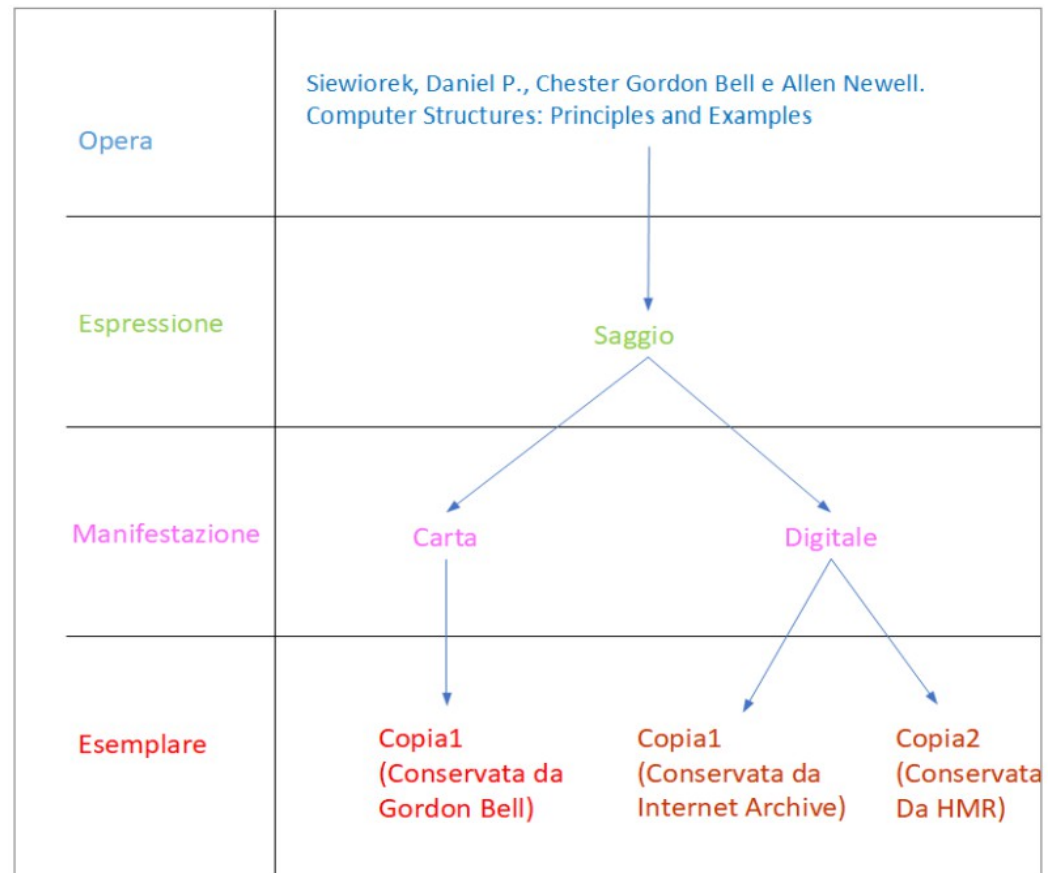 Opera
Siewiorek, Daniel P., Chester Gordon Bell e Allen Newell.
Computer Structures: Principles and Examples
Espressione
Saggio
Manifestazione
Carta
Digitale
Esemplare
Copia1
(Conservata da
Gordon Bell)
Copia1
(Conservata da
Internet Archive)
Copia2
(Conservata
Da HMR)